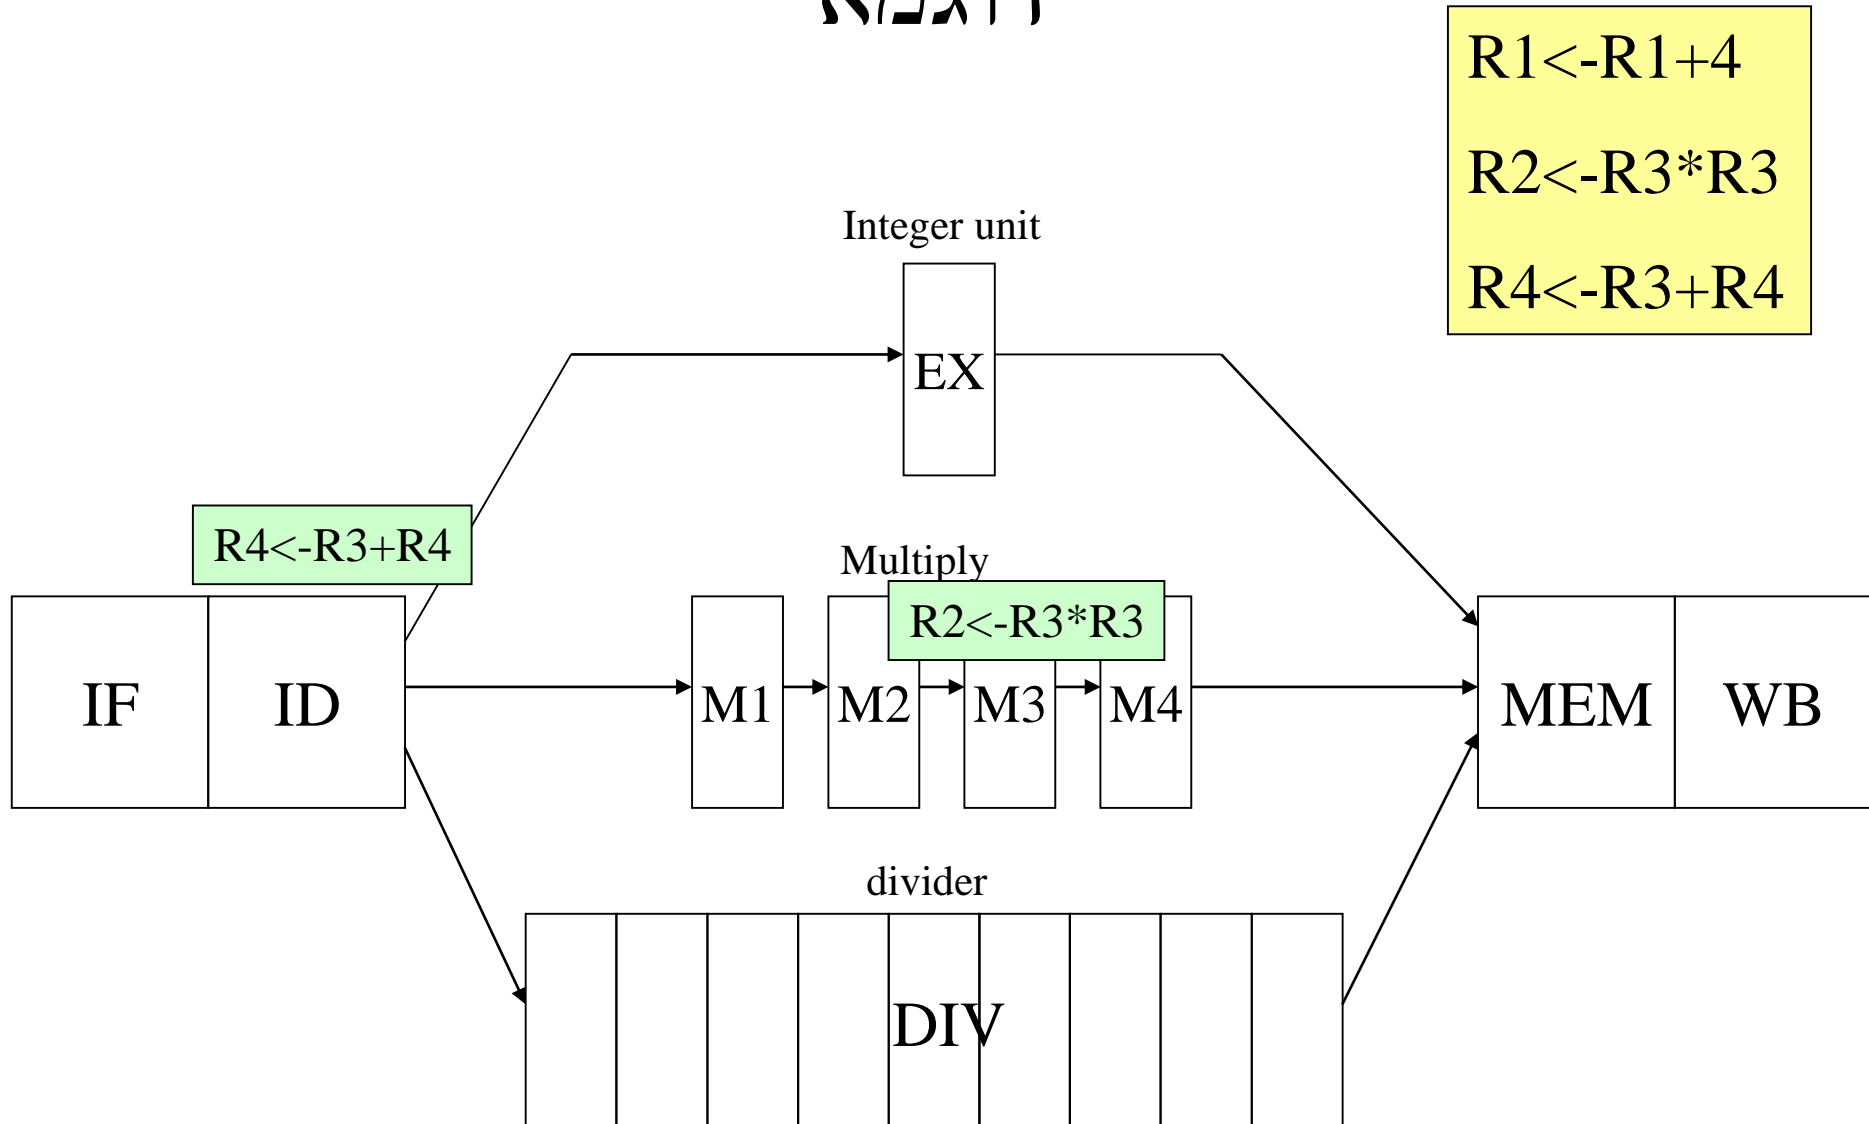 דוגמא
R1<-R1+4
R2<-R3*R3
R4<-R3+R4
Integer unit
EX
R4<-R3+R4
Multiply
R2<-R3*R3
IF ID M1 M2 M3 M4 MEM WB
divider
DIV